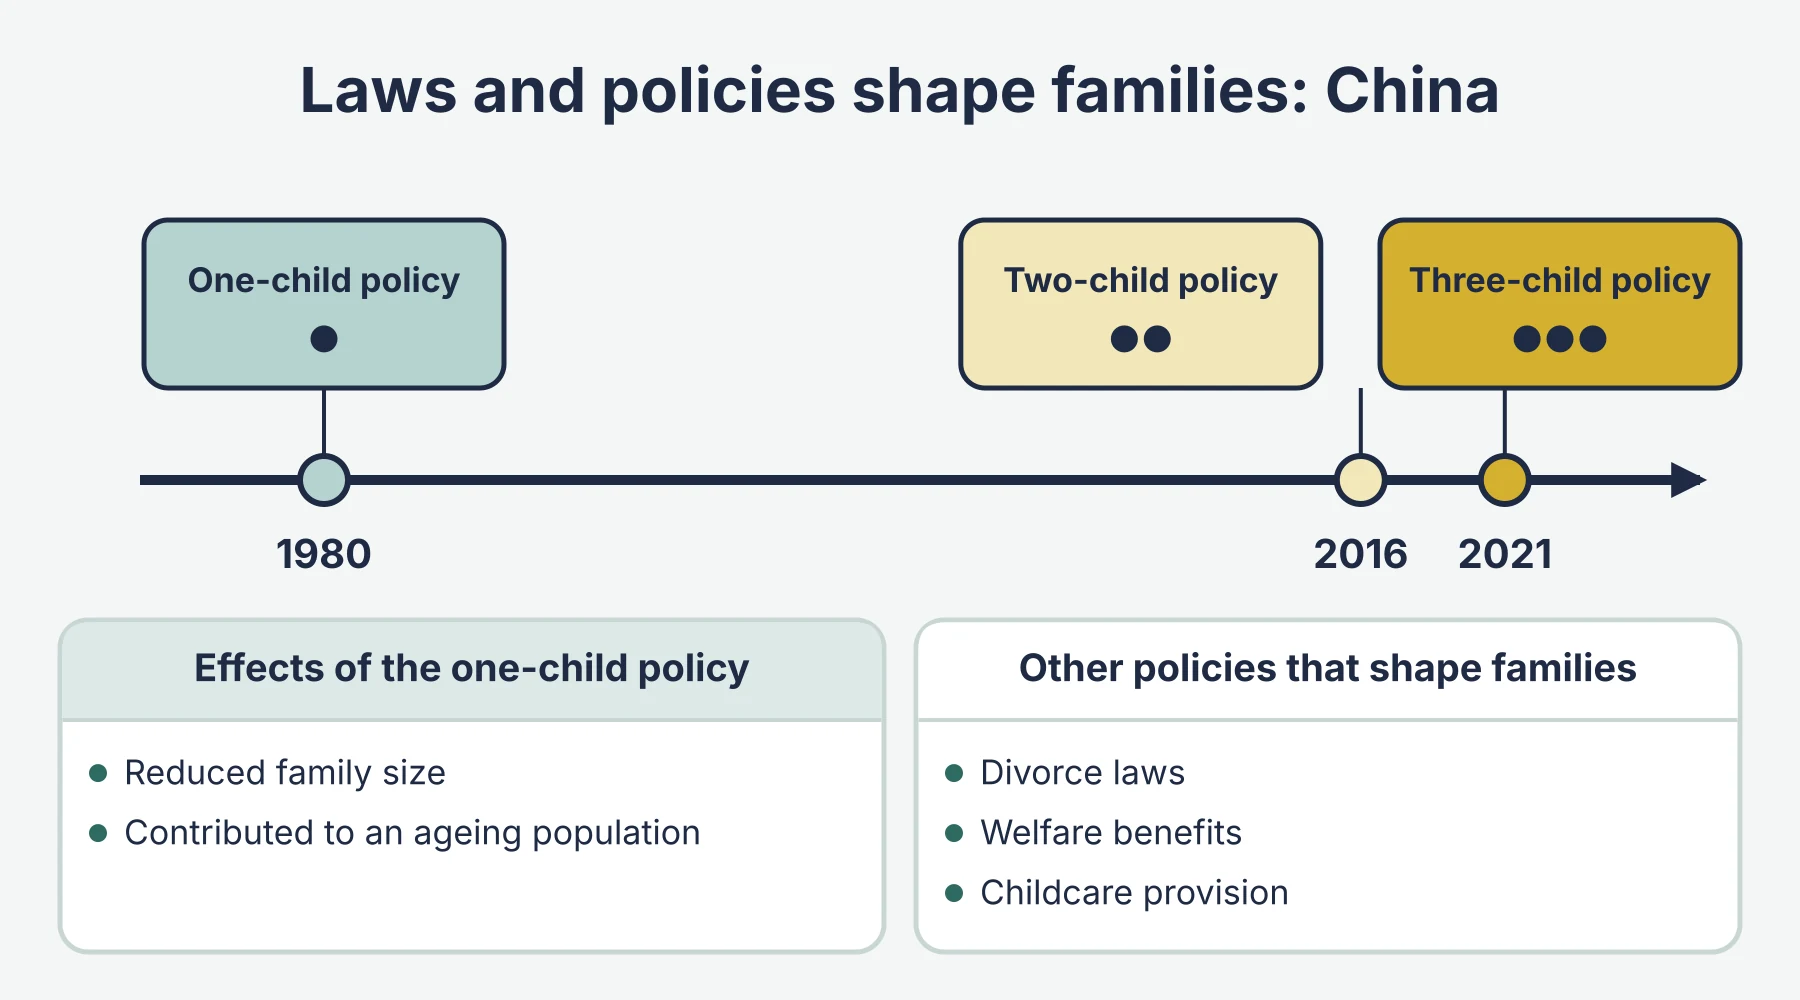 Laws and policies shape families: China
One-child policy
Two-child policy
Three-child policy
1980
2016
2021
Effects of the one-child policy
Reduced family size
Contributed to an ageing population
Other policies that shape families
Divorce laws
Welfare benefits
Childcare provision